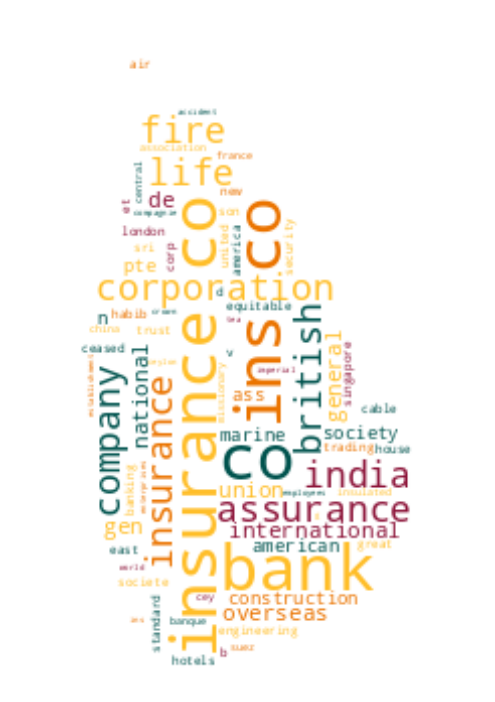 air
accident
fire
association
france
life
central
new
et
de
compagnie
co
son
co
london
corp
united
america
security
sri
pte
corporation
d
equitable
n
habib
crown
tea
china
trust
insurance
ins
british
ceased
national
ceylon
v
general
singapore
establishment
company
insurance
missionary
imperial
ass
cable
marine
co
society
trading
house
banking
enterprises
india
union
employees
insulated
gen
assurance
international
east
american
great
world
bank
societe
standard
cey
construction
overseas
banque
engineering
suez
b
hotels